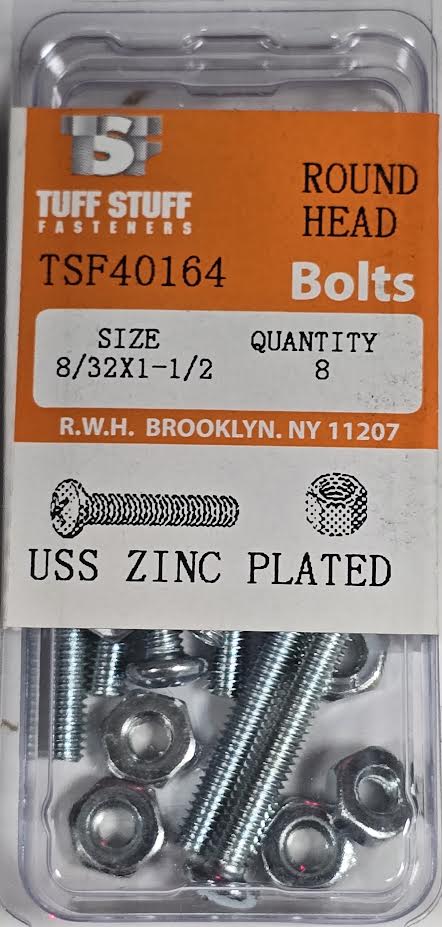 TSF
TUFF STUFF
FASTENERS
TSF40164
ROUND
HEAD
Bolts
SIZE
8/32X1-1/2
QUANTITY
8
R.W.H. BROOKLYN. NY 11207
USS ZINC PLATED